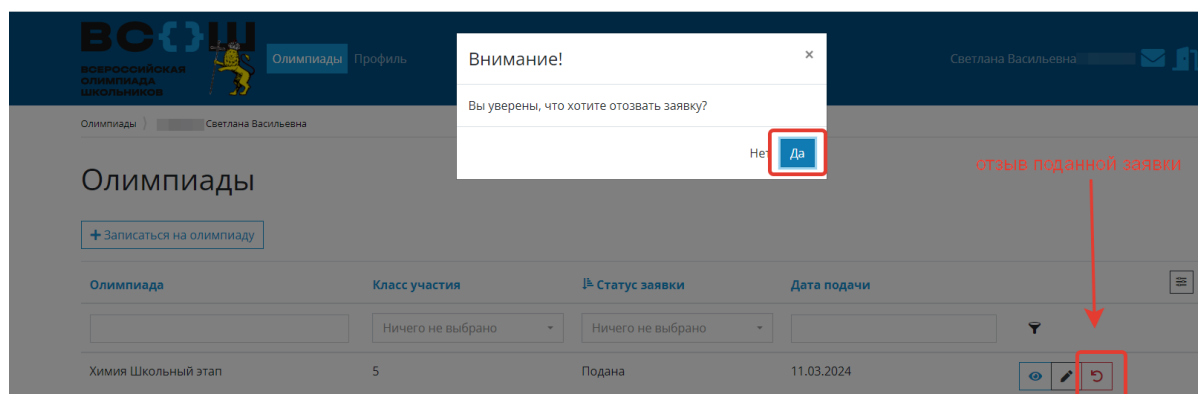 ВС{}Ш
ВСЕРОССИЙСКАЯ
ОЛИМПИАДА
ШКОЛЬНИКОВ
Олимпиады Профиль
Светлана Васильевна
Внимание! ×
Вы уверены, что хотите отозвать заявку?
Нет Да
Олимпиады 〉 Светлана Васильевна
отзыв поданной заявки
Олимпиады
+ Записаться на олимпиаду
Олимпиада Класс участия Статус заявки Дата подачи
Ничего не выбрано Ничего не выбрано
Химия Школьный этап 5 Подана 11.03.2024